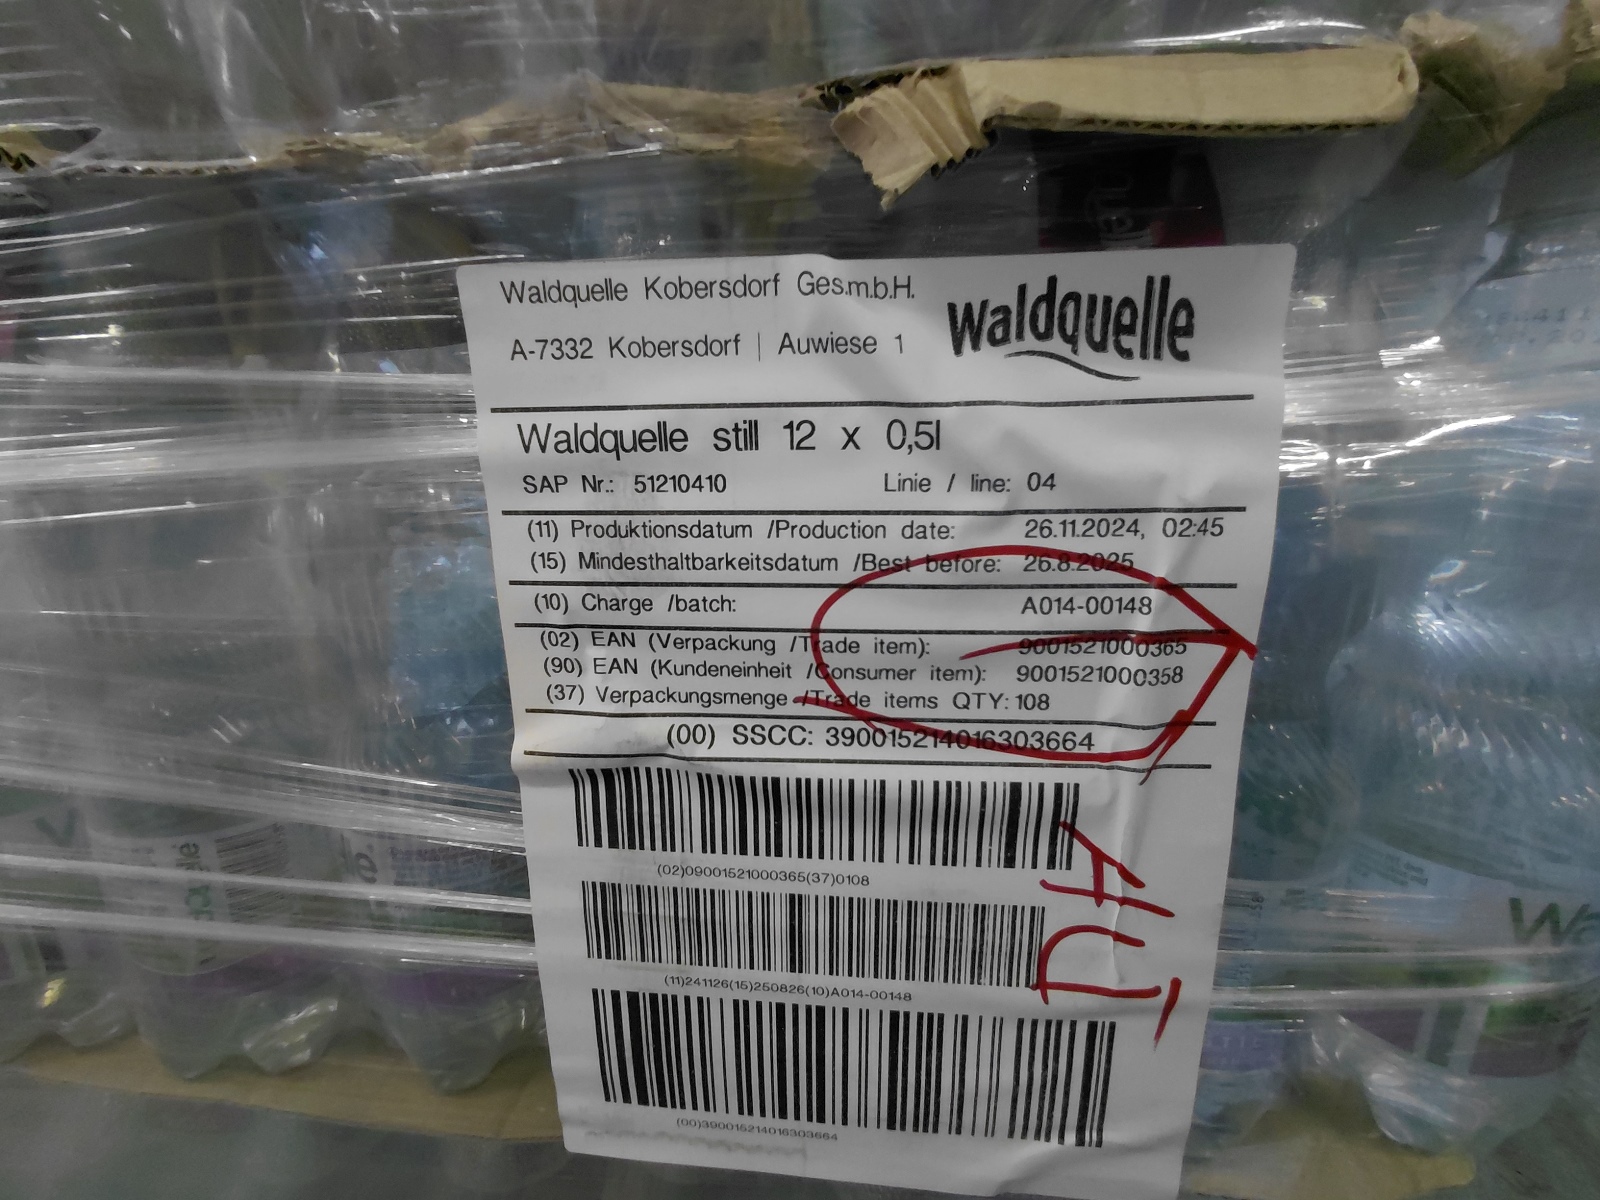 Waldquelle Kobersdorf Ges.m.b.H.
waldquelle
A-7332 Kobersdorf | Auwiese 1
Waldquelle still 12 x 0,5l
SAP Nr.: 51210410 Linie / line: 04
(11) Produktionsdatum /Production date: 26.11.2024, 02:45
(15) Mindesthaltbarkeitsdatum /Best before: 26.8.2025
(10) Charge /batch: A014-00148
(02) EAN (Verpackung /Trade item): 9001521000365
(90) EAN (Kundeneinheit /Consumer item): 9001521000358
(37) Verpackungsmenge /Trade items QTY: 108
(00) SSCC: 390015214016303664
(02)09001521000365(37)0108
(11)241126(15)250826(10)A014-00148
(00)390015214016303664